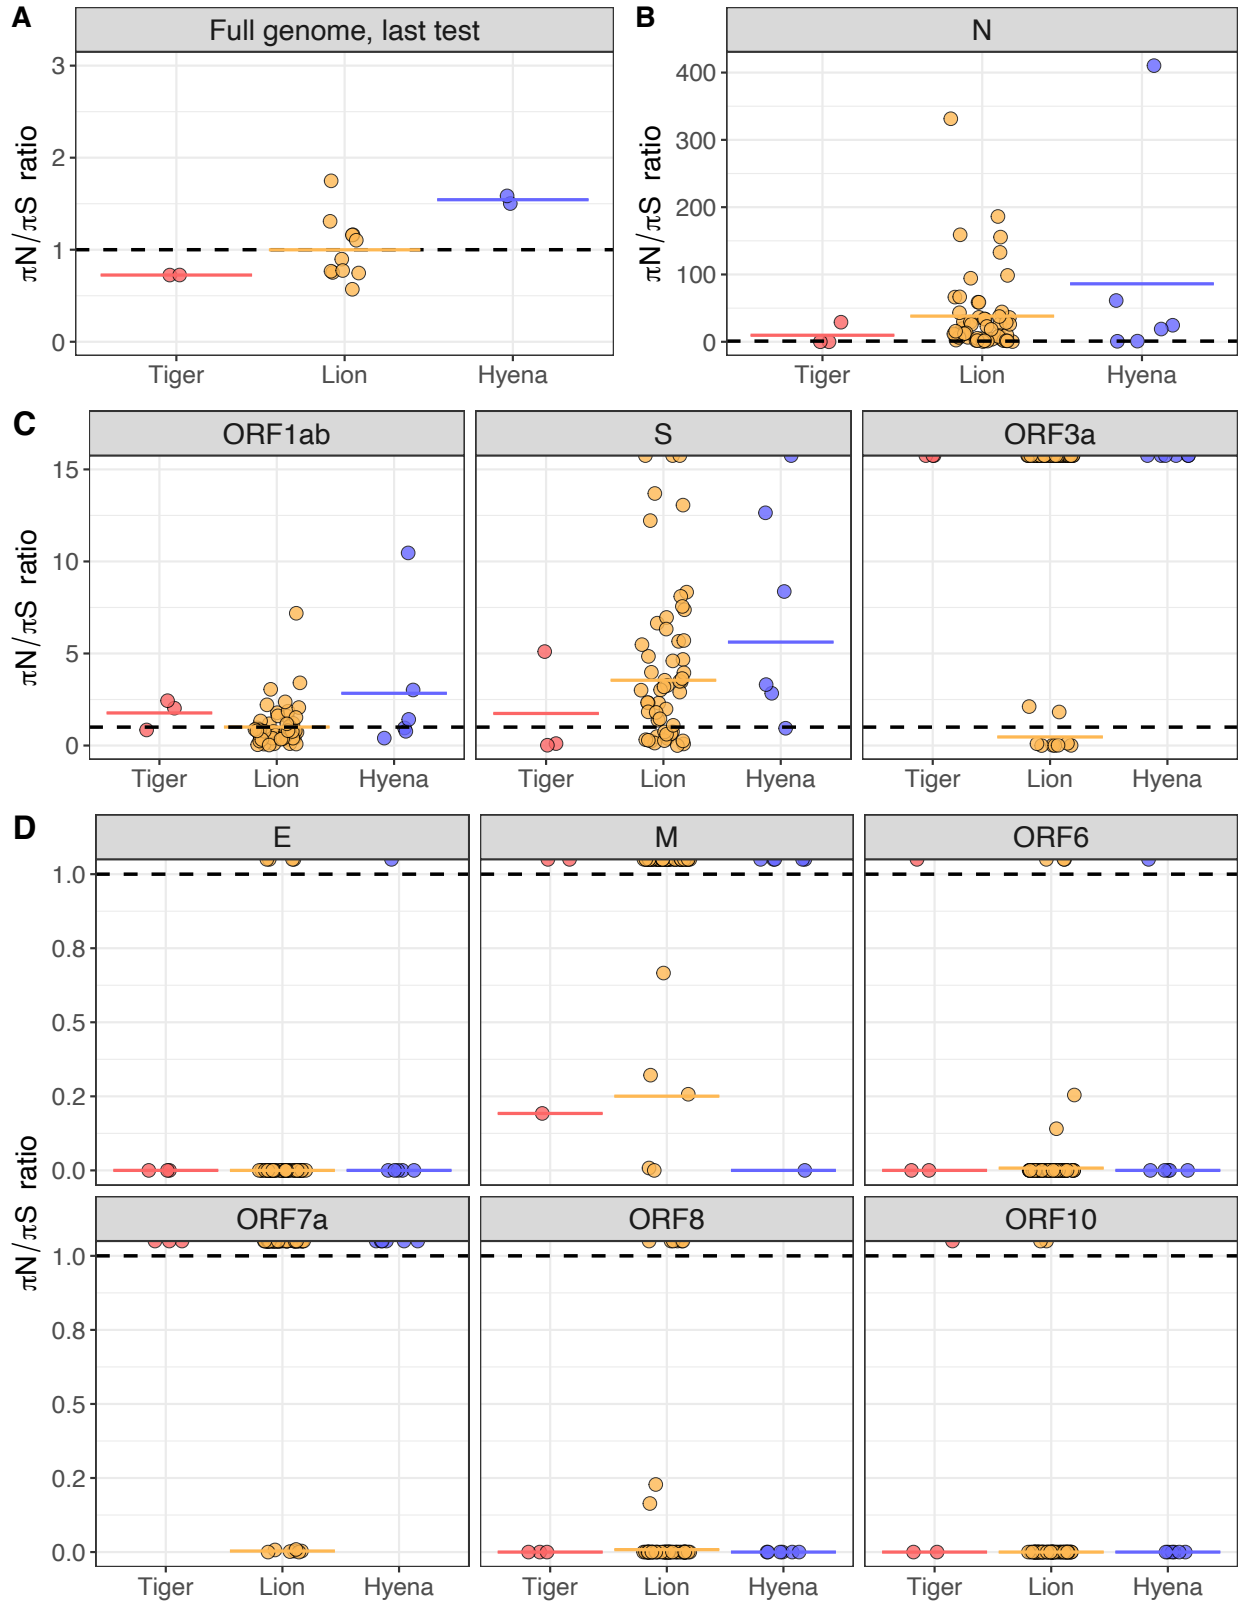 A
Full genome, last test
πN/πS ratio
3
2
1
0
Tiger Lion Hyena
B
N
πN/πS ratio
400
300
200
100
0
Tiger Lion Hyena
C
ORF1ab S ORF3a
πN/πS ratio
15
10
5
0
Tiger Lion Hyena Tiger Lion Hyena Tiger Lion Hyena
D
E M ORF6
1.0
0.8
0.5
0.2
0.0
πN/πS ratio
ORF7a ORF8 ORF10
1.0
0.8
0.5
0.2
0.0
Tiger Lion Hyena Tiger Lion Hyena Tiger Lion Hyena